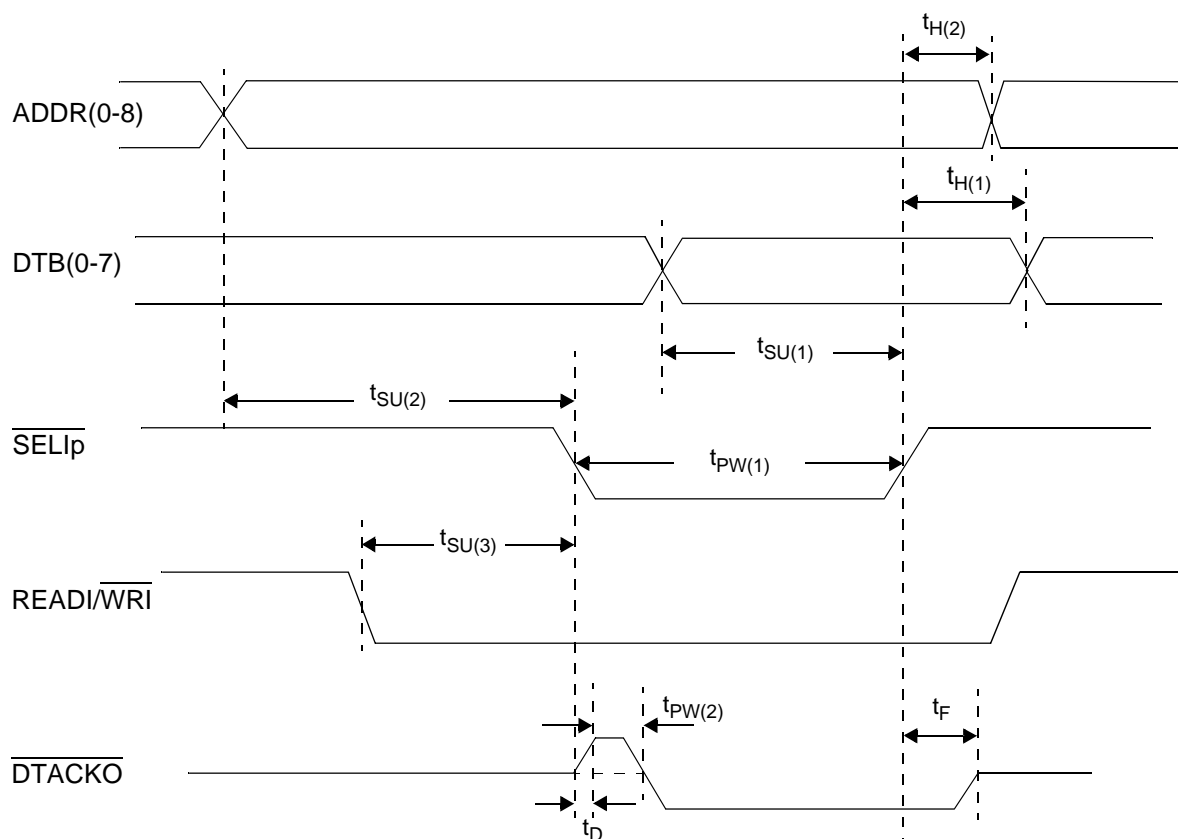 tH(2)
ADDR(0-8)
tH(1)
DTB(0-7)
tSU(1)
tSU(2)
SELIp
tPW(1)
tSU(3)
READI/WRI
tPW(2)
tF
DTACKO
tD